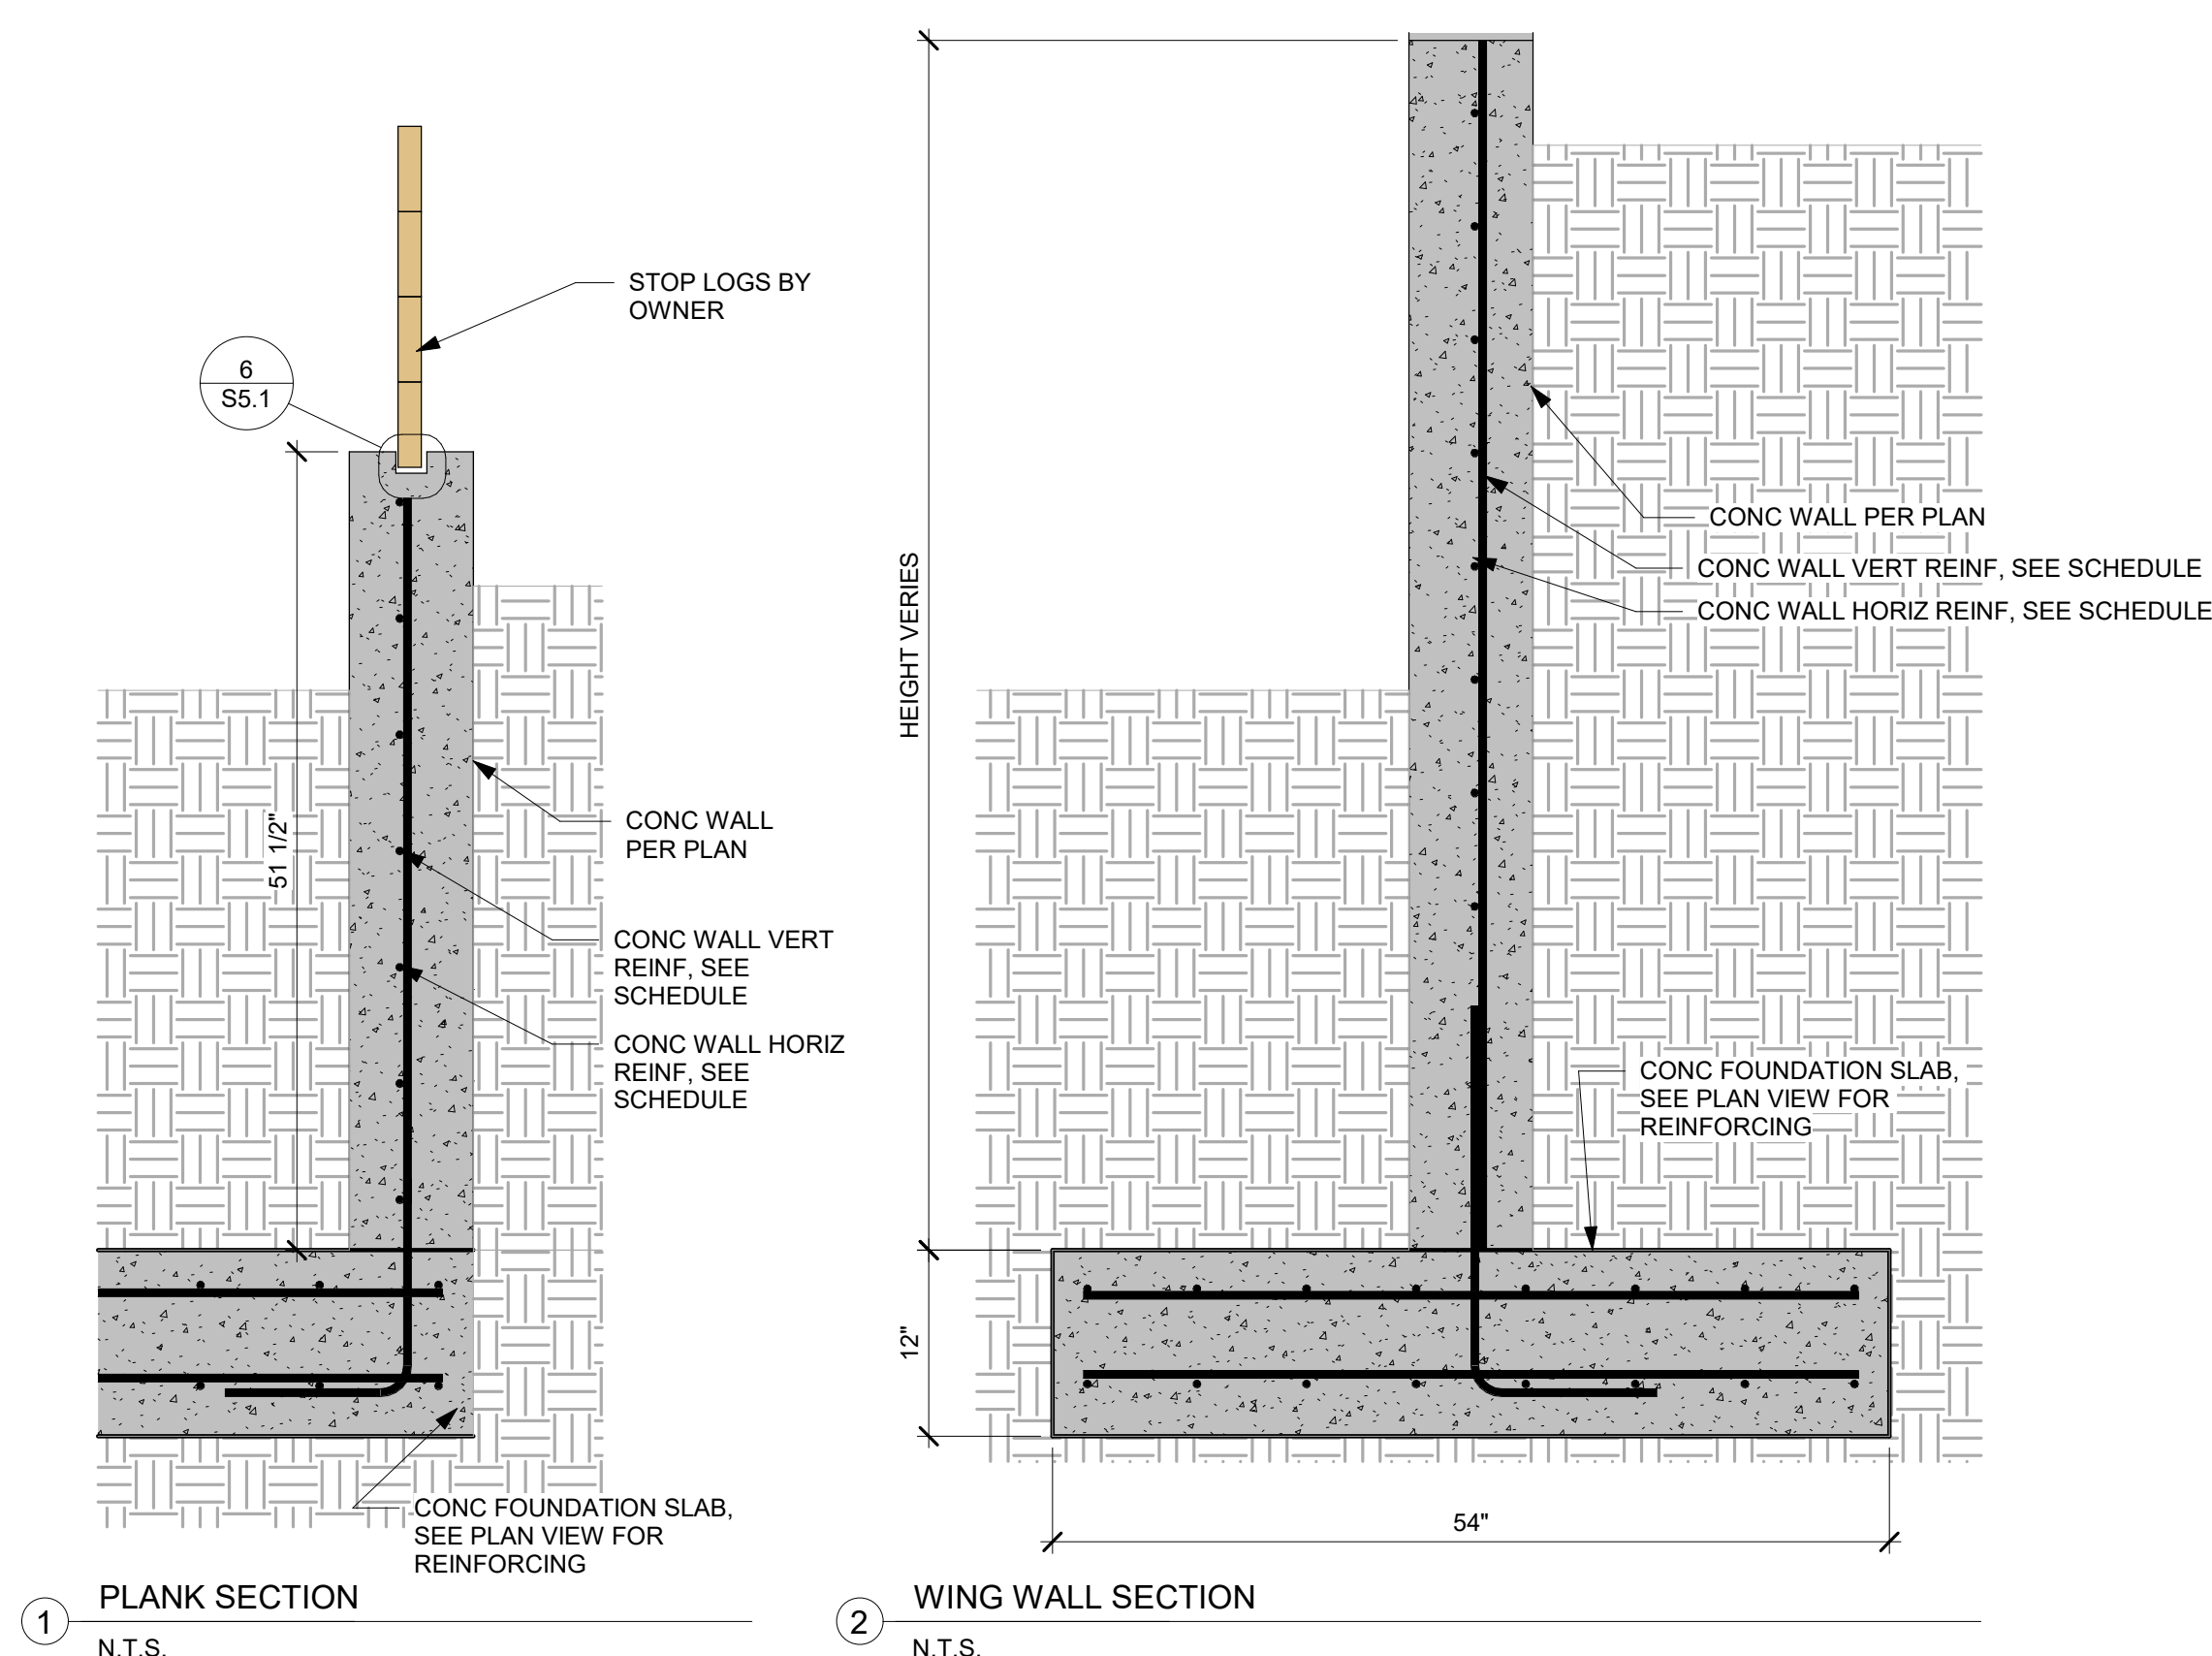 STOP LOGS BY
OWNER
6
S5.1
51 1/2"
CONC WALL
PER PLAN
CONC WALL VERT
REINF, SEE
SCHEDULE
CONC WALL HORIZ
REINF, SEE
SCHEDULE
CONC FOUNDATION SLAB,
SEE PLAN VIEW FOR
REINFORCING
1
PLANK SECTION
N.T.S.
HEIGHT VERIES
CONC WALL PER PLAN
CONC WALL VERT REINF, SEE SCHEDULE
CONC WALL HORIZ REINF, SEE SCHEDULE
CONC FOUNDATION SLAB,
SEE PLAN VIEW FOR
REINFORCING
12"
54"
2
WING WALL SECTION
N.T.S.